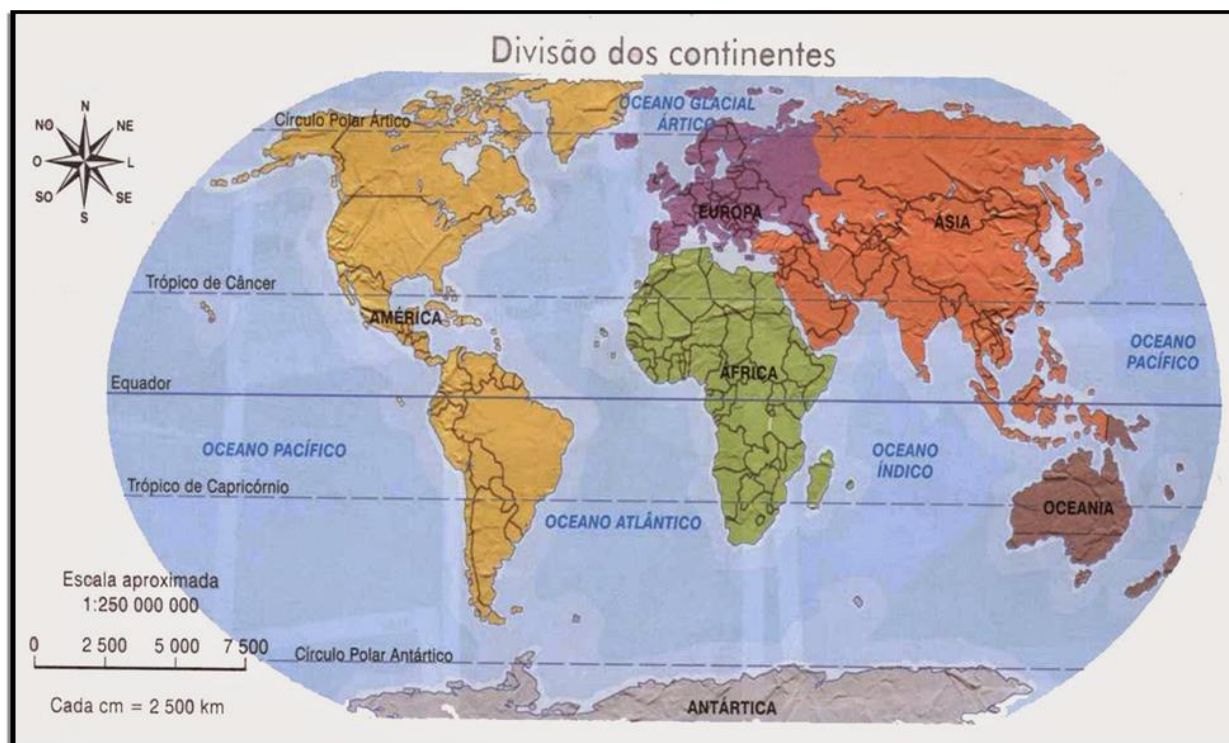 Divisão dos continentes
N
NO
NE
O
L
SO
SE
S
OCEANO GLACIAL
ÁRTICO
Círculo Polar Ártico
EUROPA
ÁSIA
Trópico de Câncer
AMÉRICA
OCEANO
PACÍFICO
ÁFRICA
Equador
OCEANO PACÍFICO
OCEANO
ÍNDICO
Trópico de Capricórnio
OCEANO ATLÂNTICO
OCEANIA
Escala aproximada
1:250 000 000
0 2 500 5 000 7 500
Círculo Polar Antártico
Cada cm = 2 500 km
ANTÁRTICA